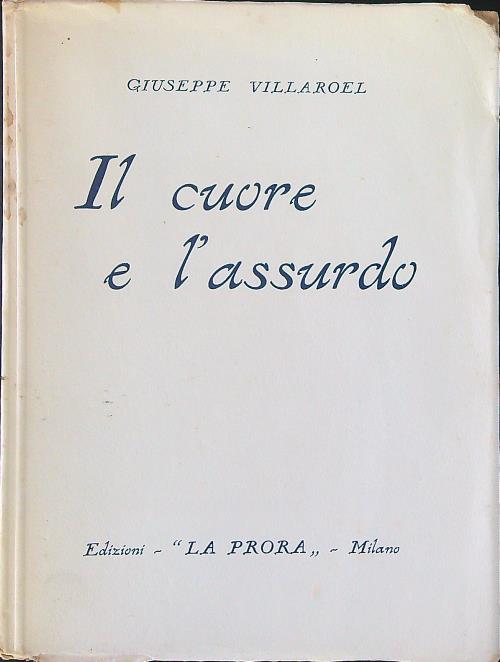 GIUSEPPE VILLAROEL
Il cuore
e l'assurdo
Edizioni ~ “LA PRORA„ ~ Milano